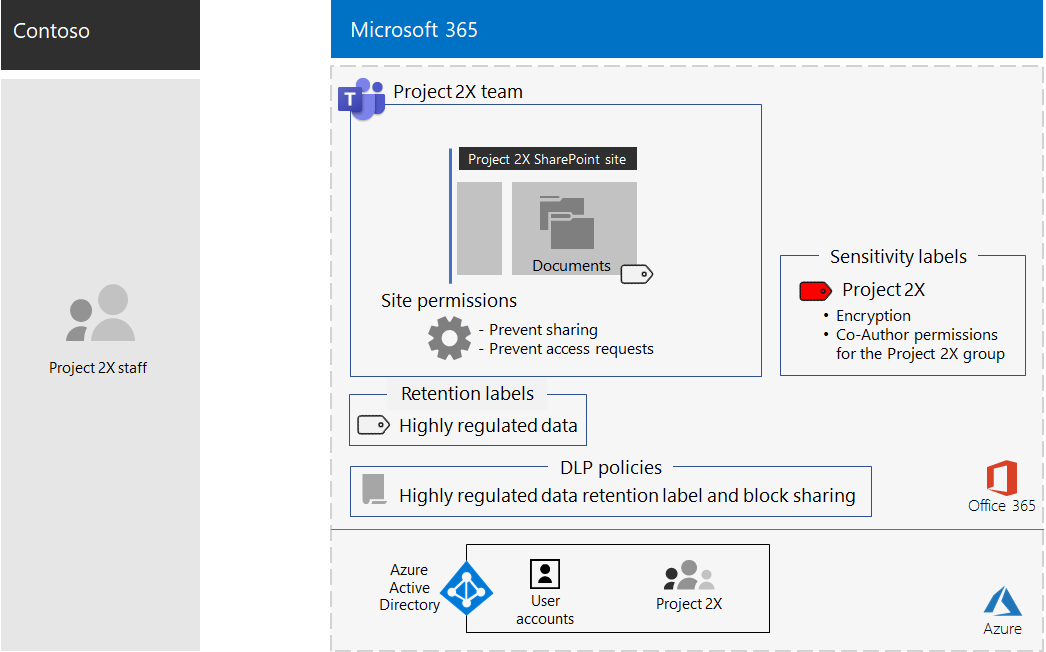 Contoso
Microsoft 365
Project 2X team
T
Project 2X SharePoint site
Documents
Site permissions
- Prevent sharing
- Prevent access requests
Sensitivity labels
Project 2X
• Encryption
• Co-Author permissions
for the Project 2X group
Project 2X staff
Retention labels
Highly regulated data
DLP policies
Highly regulated data retention label and block sharing
Office 365
Azure
Active
Directory
User
accounts
Project 2X
Azure